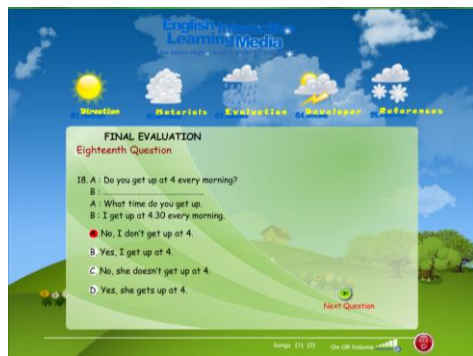 English Interactive
Learning Media
Direction
Materials
Evaluation
Developer
References
FINAL EVALUATION
Eighteenth Question
18. A : Do you get up at 4 every morning?
B : ......................................
A : What time do you get up.
B : I get up at 4.30 every morning.
A. No, I don't get up at 4.
B. Yes, I get up at 4.
C. No, she doesn't get up at 4.
D. Yes, she gets up at 4.
Next Question
Songs [1] [2]
On Off Volume